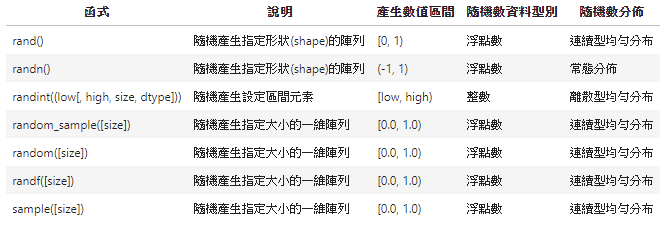 函式 說明 產生數值區間 隨機數資料型別 隨機數分佈
rand() 隨機產生指定形狀(shape)的陣列 [0, 1) 浮點數 連續型均勻分布
randn() 隨機產生指定形狀(shape)的陣列 (-1, 1) 浮點數 常態分佈
randint((low[, high, size, dtype])) 隨機產生設定區間元素 [low, high) 整數 離散型均勻分布
random_sample([size]) 隨機產生指定大小的一維陣列 [0.0, 1.0) 浮點數 連續型均勻分布
random([size]) 隨機產生指定大小的一維陣列 [0.0, 1.0) 浮點數 連續型均勻分布
randf([size]) 隨機產生指定大小的一維陣列 [0.0, 1.0) 浮點數 連續型均勻分布
sample([size]) 隨機產生指定大小的一維陣列 [0.0, 1.0) 浮點數 連續型均勻分布